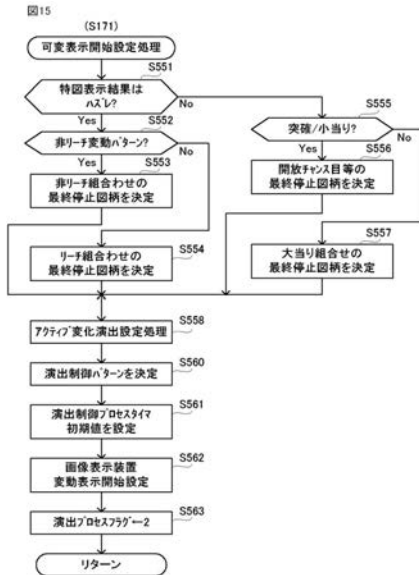 図15
(S171)
可変表示開始設定処理
S551
特図表示結果は
ハズレ?
No
Yes
S552
非リーチ変動パターン?
No
Yes
S553
非リーチ組合わせの
最終停止図柄を決定
S554
リーチ組合わせの
最終停止図柄を決定
S555
突確/小当り?
No
Yes
S556
開放チャンス目等の
最終停止図柄を決定
S557
大当り組合せの
最終停止図柄を決定
S558
アクティブ変化演出設定処理
S560
演出制御パターンを決定
S561
演出制御プロセスタイマ
初期値を設定
S562
画像表示装置
変動表示開始設定
S563
演出プロセスフラグ←2
リターン